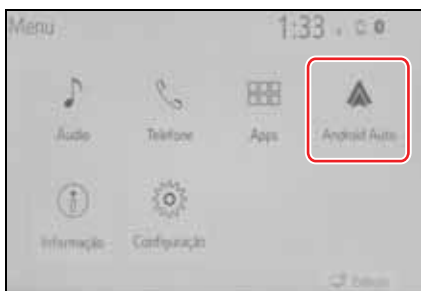 Menu 1:33
Áudio Telefone Apps Android Auto
Informação Configuração